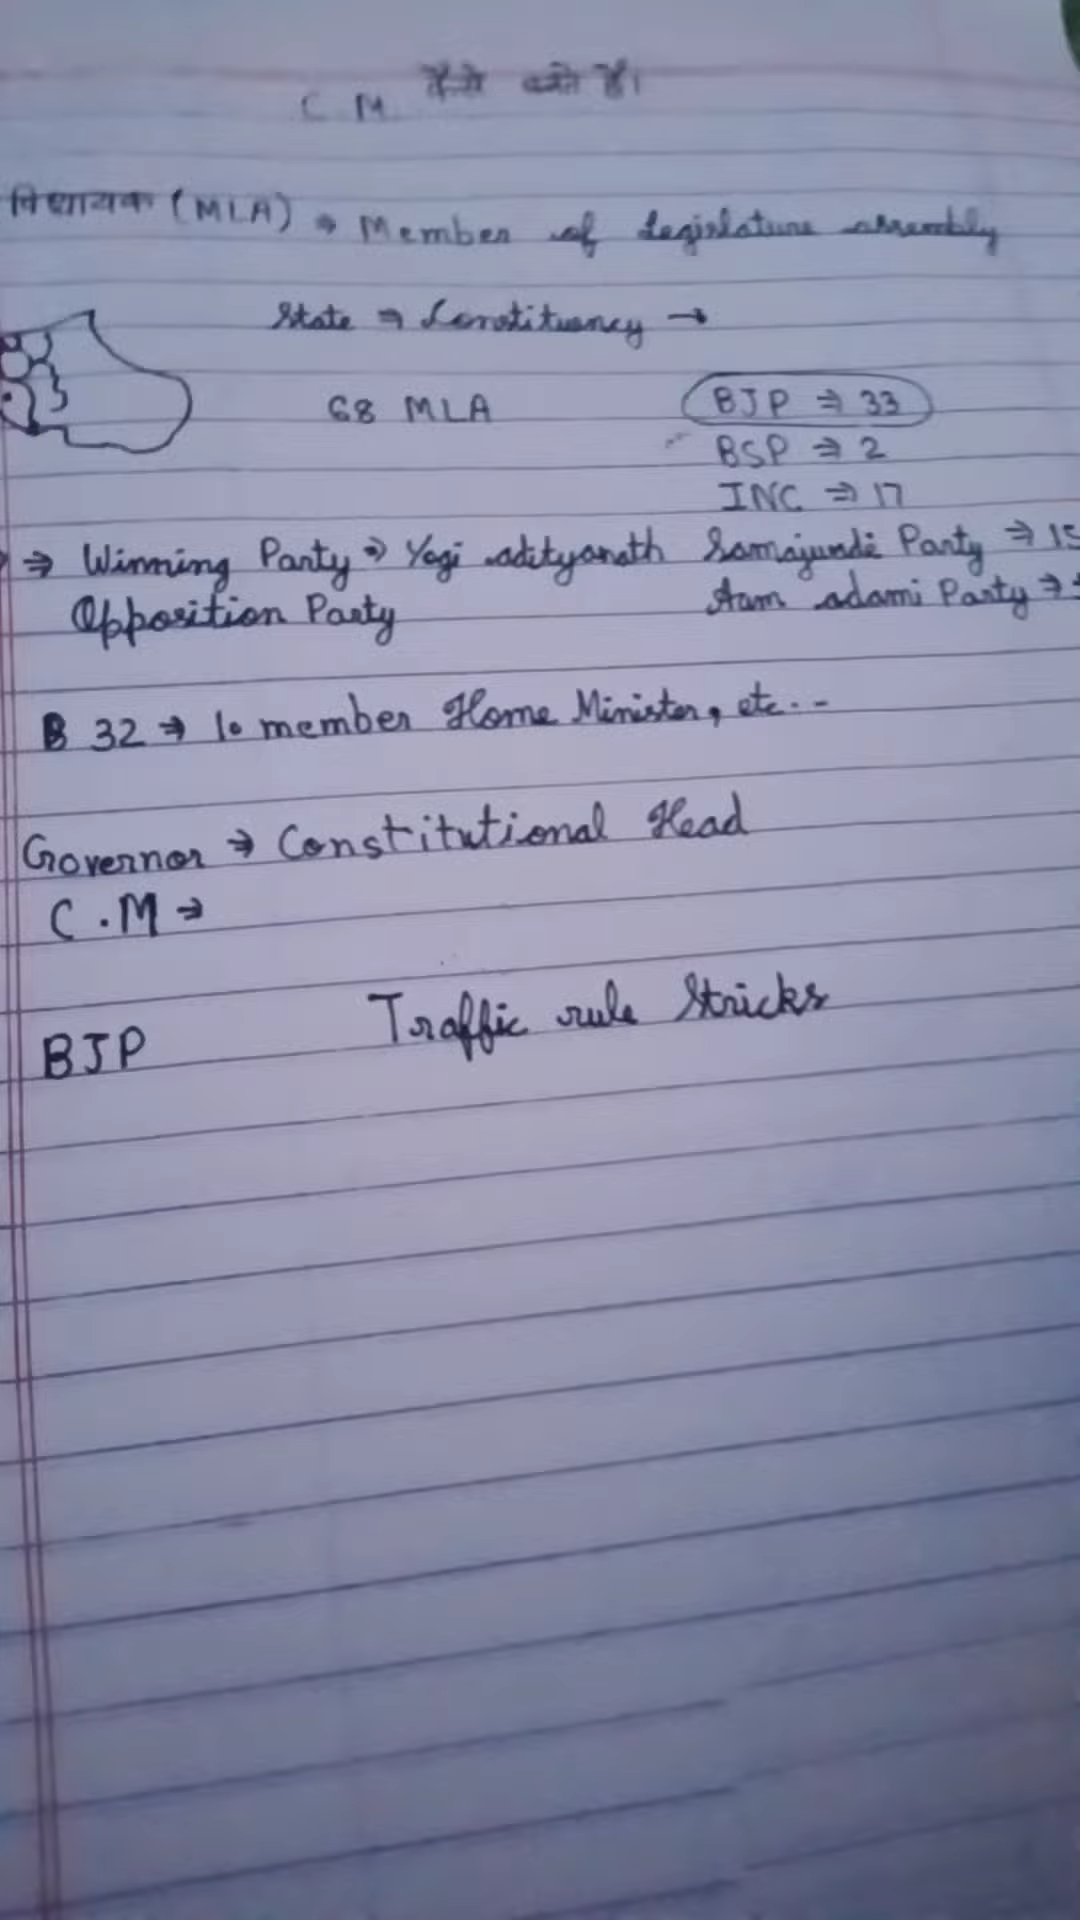 C.M. कैसे बनते हैं।
विधायक (MLA) ⇒ Member of Legislature assembly
State ⇒ Constituency →
68 MLA
BJP ⇒ 33
BSP ⇒ 2
INC ⇒ 17
⇒ Winning Party ⇒ Yogi adityanath
Samajwadi Party ⇒ 15
Opposition Party
Aam adami Party ⇒
B 32 ⇒ 10 member Home Minister, etc..-
Governor ⇒ Constitutional Head
C.M ⇒
Traffic rule Stricks
BJP